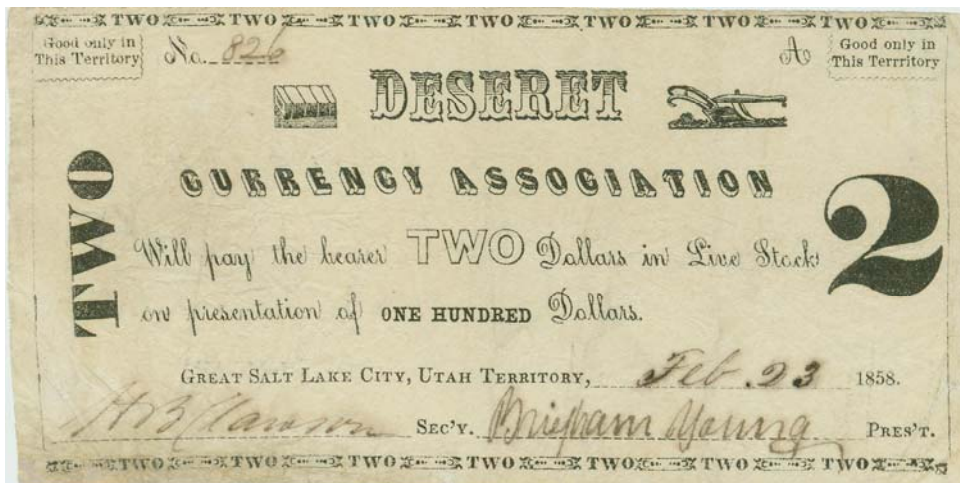 TWO TWO TWO TWO TWO TWO TWO
Good only in This Territory
No. 826
A
Good only in This Terrritory
DESERET
CURRENCY ASSOCIATION
TWO
2
Will pay the bearer TWO Dollars in Live Stock
on presentation of ONE HUNDRED Dollars.
GREAT SALT LAKE CITY, UTAH TERRITORY, Feb. 23 1858.
H B Clawson SEC'Y. Brigham Young PRES'T.
TWO TWO TWO TWO TWO TWO TWO